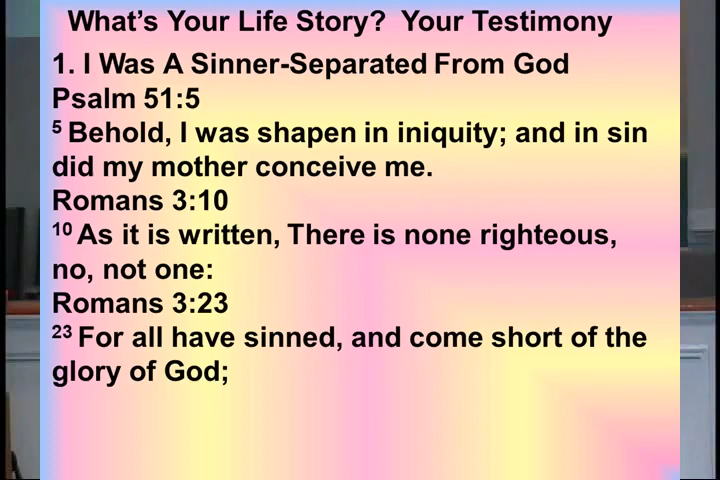 What's Your Life Story?  Your Testimony
1. I Was A Sinner-Separated From God
Psalm 51:5
5 Behold, I was shapen in iniquity; and in sin
did my mother conceive me.
Romans 3:10
10 As it is written, There is none righteous,
no, not one:
Romans 3:23
23 For all have sinned, and come short of the
glory of God;